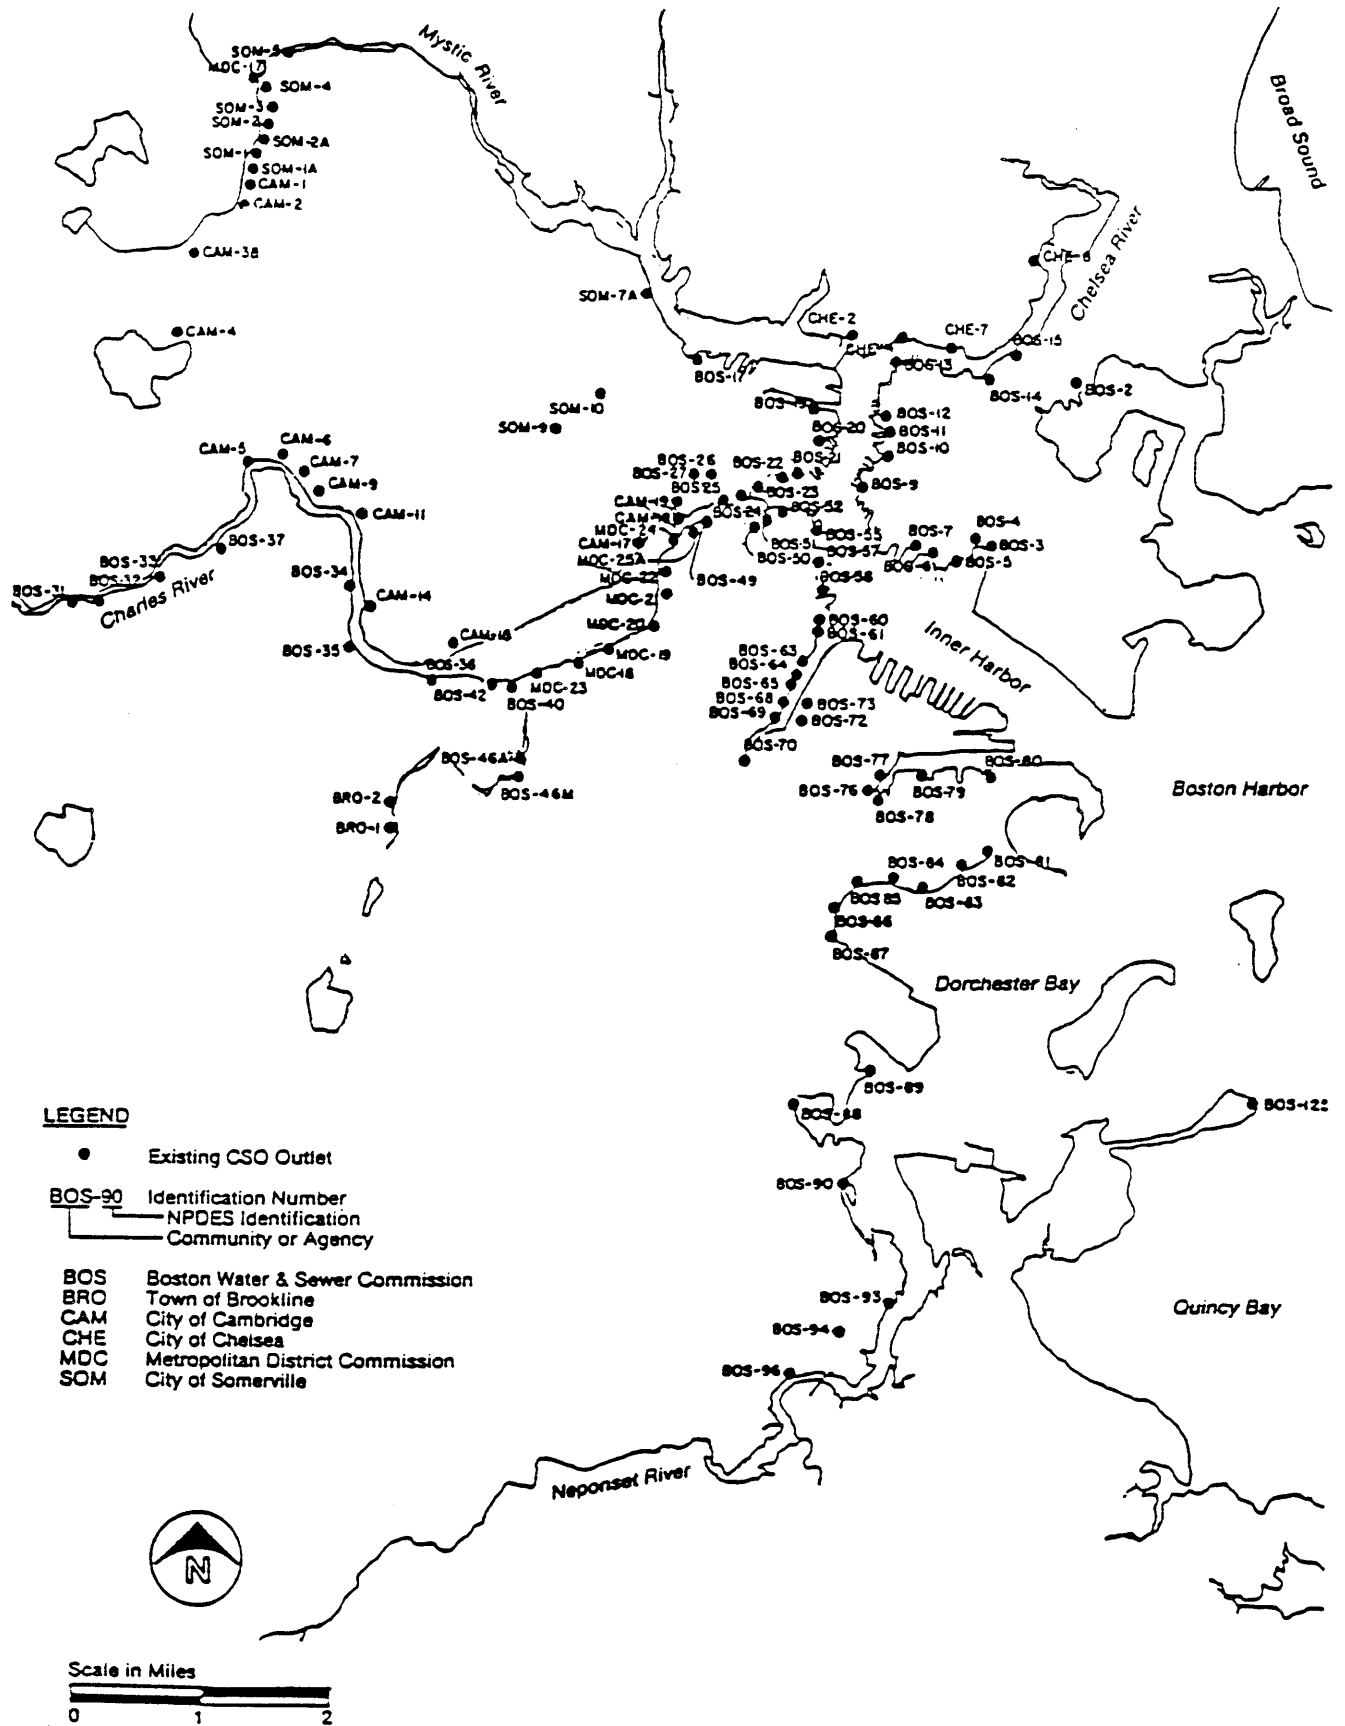 Mystic River
Broad Sound
SOM-5
MDC-17
SOM-4
SOM-3
SOM-2
SOM-2A
SOM-1
SOM-1A
CAM-1
CAM-2
CAM-3B
Chelsea River
CHE-8
SOM-7A
CHE-2
CHE-7
CAM-4
BOS-15
BOS-13
BOS-17
BOS-14
BOS-2
SOM-10
BOS-19
BOS-12
SOM-9
BOS-20
BOS-11
CAM-6
CAM-5
BOS-10
CAM-7
BOS-26
BOS-22
BOS-21
BOS-27
CAM-9
BOS-25
BOS-23
BOS-9
CAM-11
BOS-24
BOS-52
BOS-4
MDC-24
BOS-55
BOS-7
BOS-37
CAM-17
BOS-51
BOS-57
BOS-3
BOS-33
MDC-25A
BOS-50
BOS-5
BOS-32
BOS-34
MDC-22
BOS-49
BOS-58
BOS-31
Charles River
CAM-14
MDC-21
MDC-20
BOS-60
BOS-61
Inner Harbor
BOS-35
BOS-36
MDC-19
BOS-63
BOS-64
MDC-18
BOS-65
BOS-42
MDC-23
BOS-68
BOS-73
BOS-40
BOS-69
BOS-72
BOS-70
BOS-46A
BOS-77
BOS-80
BOS-46M
BOS-76
BOS-79
Boston Harbor
BRO-2
BOS-78
BRO-1
BOS-84
BOS-81
BOS-82
BOS 85
BOS-83
BOS-86
BOS-87
Dorchester Bay
BOS-89
BOS-88
LEGEND
Existing CSO Outlet
BOS-90 Identification Number
NPDES Identification
Community or Agency
BOS-90
BOS Boston Water & Sewer Commission
BRO Town of Brookline
CAM City of Cambridge
CHE City of Chelsea
MDC Metropolitan District Commission
SOM City of Somerville
BOS-93
BOS-94
BOS-96
Quincy Bay
Neponset River
N
Scale in Miles
0 1 2